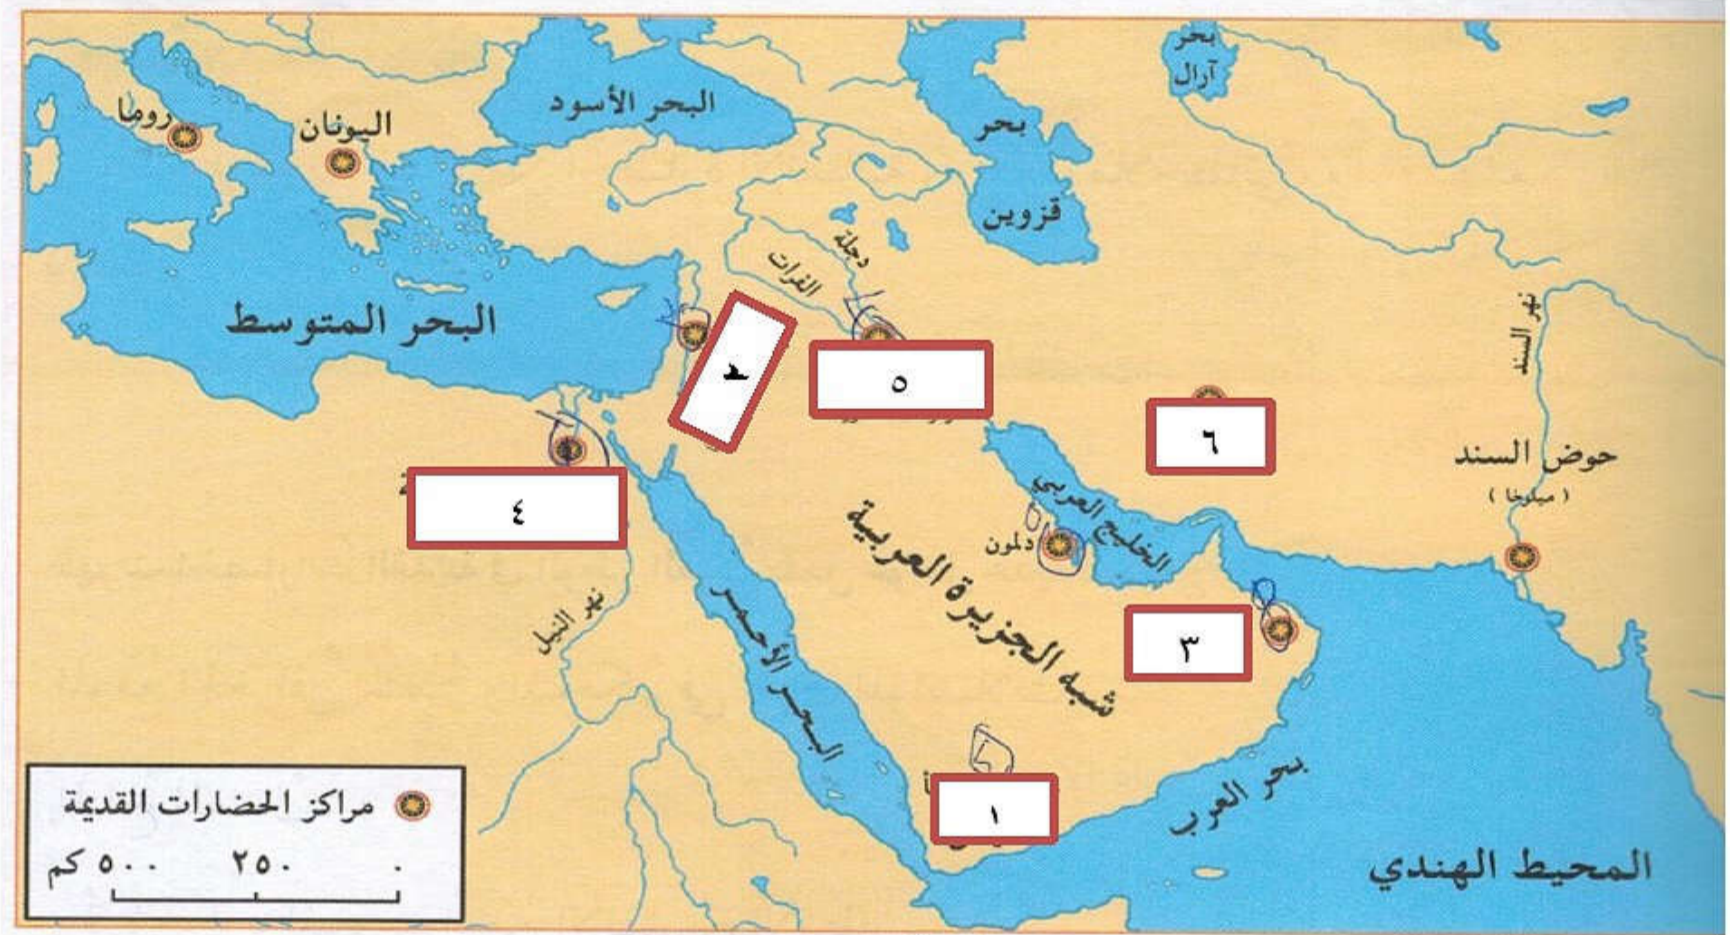 بحر
آرال
البحر الأسود
روما
اليونان
بحر
قزوين
دجلة
الفرات
البحر المتوسط
نهر السند
٥
٦
٤
حوض السند
( ميلوخا )
الخليج العربي
دلمون
شبه الجزيرة العربية
نهر النيل
البحر الأحمر
٣
١
بحر العرب
المحيط الهندي
مراكز الحضارات القديمة
٠ ٢٥٠ ٥٠٠ كم